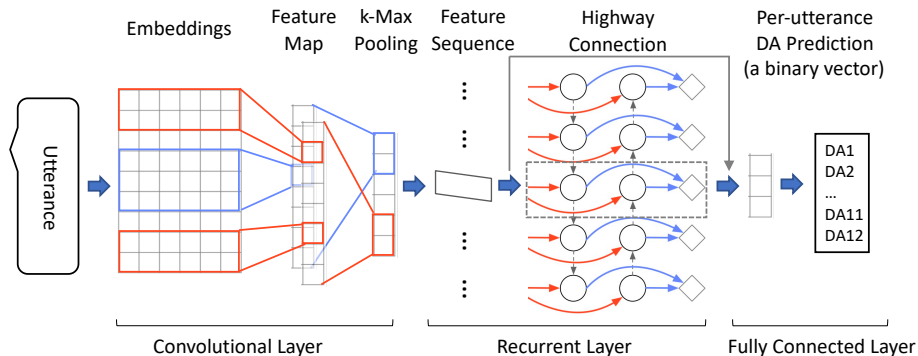 Embeddings
Feature
Map
k-Max
Pooling
Feature
Sequence
Highway
Connection
Per-utterance
DA Prediction
(a binary vector)
Utterance
DA1
DA2
...
DA11
DA12
Convolutional Layer
Recurrent Layer
Fully Connected Layer